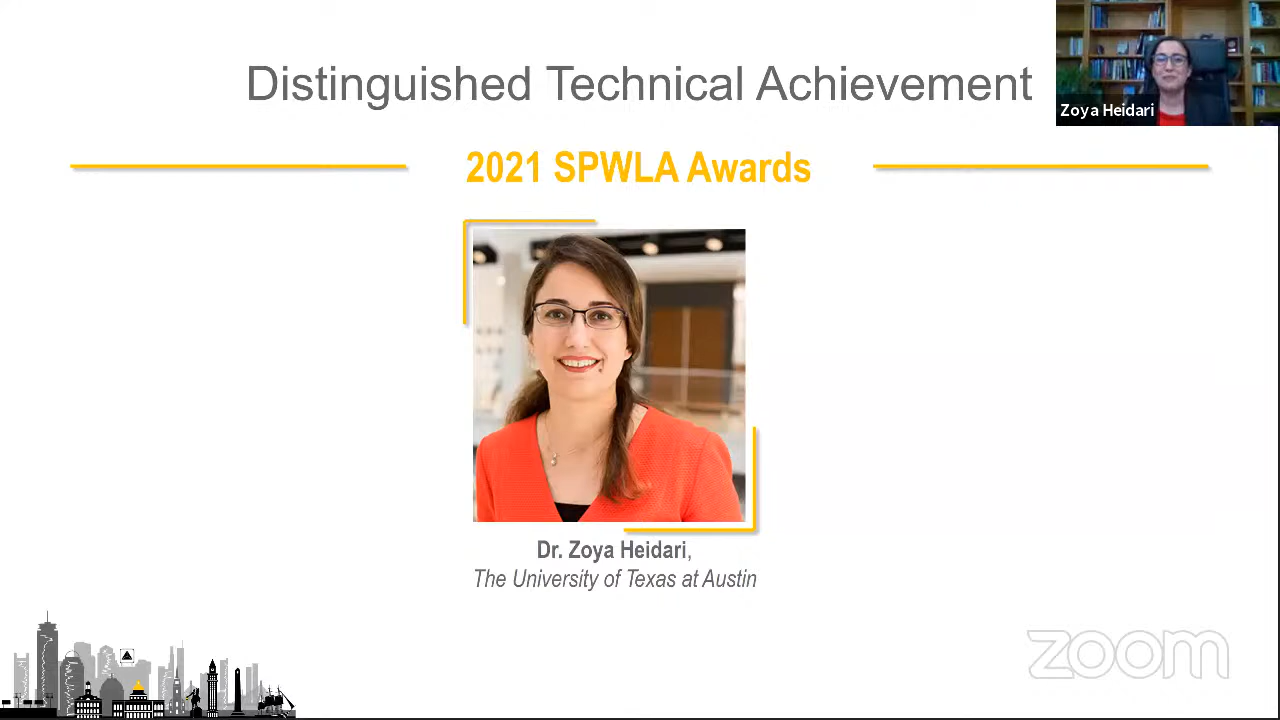 Distinguished Technical Achievement
Zoya Heidari
2021 SPWLA Awards
Dr. Zoya Heidari,
The University of Texas at Austin
zoom